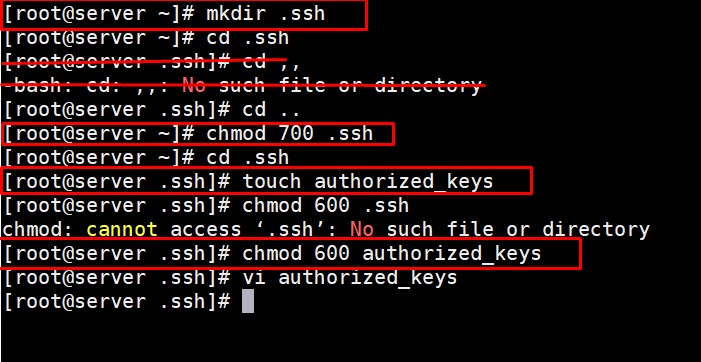 [root@server ~]# mkdir .ssh
[root@server ~]# cd .ssh
[root@server .ssh]# cd ,,
-bash: cd: ,,: No such file or directory
[root@server .ssh]# cd ..
[root@server ~]# chmod 700 .ssh
[root@server ~]# cd .ssh
[root@server .ssh]# touch authorized_keys
[root@server .ssh]# chmod 600 .ssh
chmod: cannot access ‘.ssh’: No such file or directory
[root@server .ssh]# chmod 600 authorized_keys
[root@server .ssh]# vi authorized_keys
[root@server .ssh]#